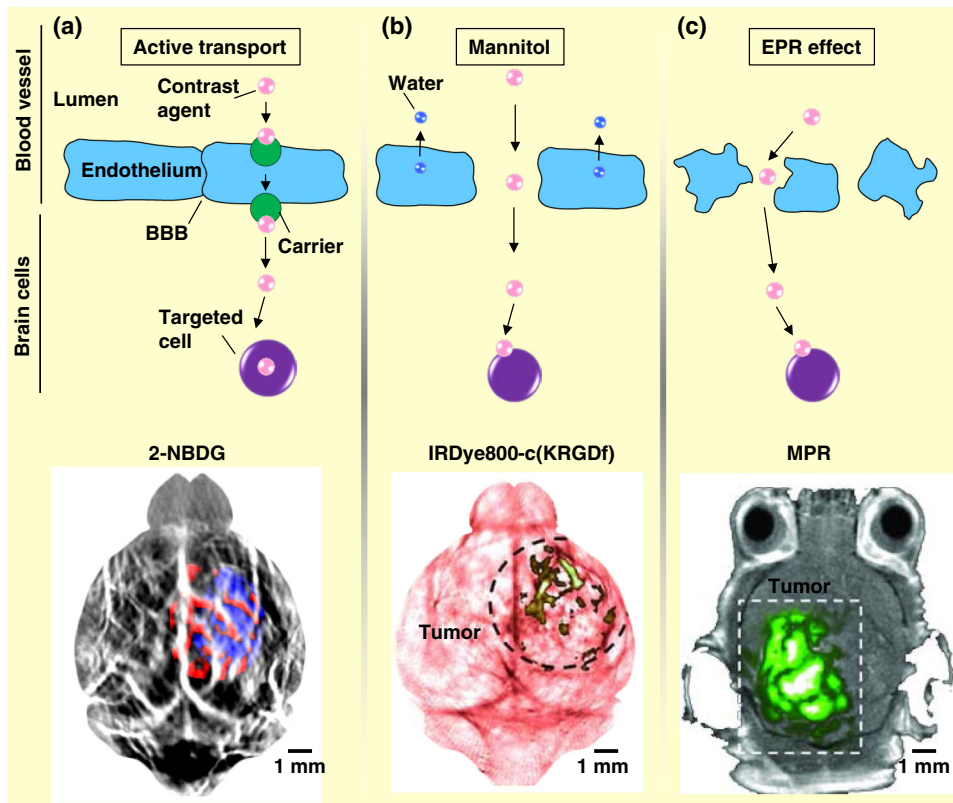 (a)
Active transport
Blood vessel
Lumen
Contrast
agent
Endothelium
BBB
Carrier
Brain cells
Targeted
cell
2-NBDG
1 mm
(b)
Mannitol
Water
IRDye800-c(KRGDf)
Tumor
1 mm
(c)
EPR effect
MPR
Tumor
1 mm